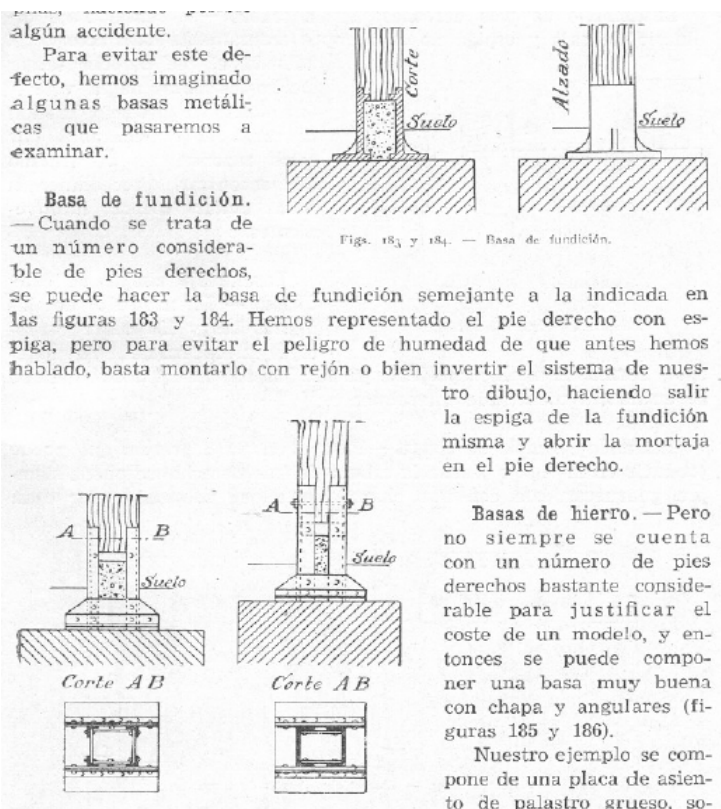 algún accidente.
Para evitar este de-
fecto, hemos imaginado
algunas basas metáli-
cas que pasaremos a
examinar.
Corte
Suelo
Alzado
Suelo
Figs. 183 y 184. — Basa de fundición.
Basa de fundición.
— Cuando se trata de
un número considera-
ble de pies derechos,
se puede hacer la basa de fundición semejante a la indicada en
las figuras 183 y 184. Hemos representado el pie derecho con es-
piga, pero para evitar el peligro de humedad de que antes hemos
hablado, basta montarlo con rejón o bien invertir el sistema de nues-
tro dibujo, haciendo salir
la espiga de la fundición
misma y abrir la mortaja
en el pie derecho.
A B
Suelo
Corte AB
A B
Suelo
Corte AB
Basas de hierro. — Pero
no siempre se cuenta
con un número de pies
derechos bastante conside-
rable para justificar el
coste de un modelo, y en-
tonces se puede compo-
ner una basa muy buena
con chapa y angulares (fi-
guras 185 y 186).
Nuestro ejemplo se com-
pone de una placa de asien-
to de palastro grueso, so-